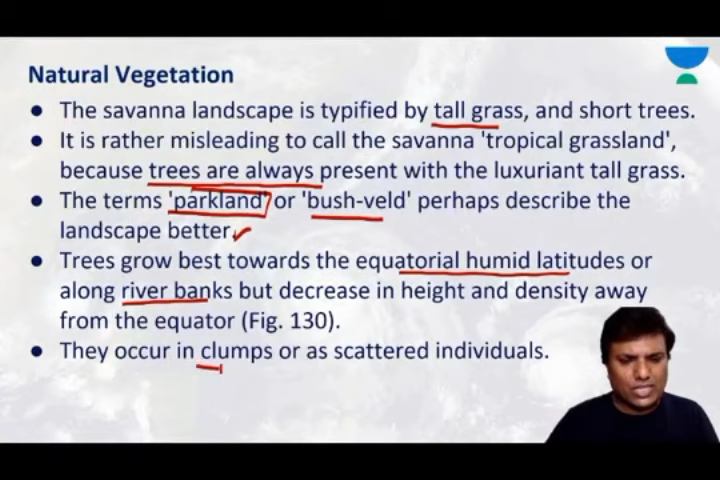 Natural Vegetation
● The savanna landscape is typified by tall grass, and short trees.
● It is rather misleading to call the savanna 'tropical grassland',
because trees are always present with the luxuriant tall grass.
● The terms 'parkland' or 'bush-veld' perhaps describe the
landscape better.
● Trees grow best towards the equatorial humid latitudes or
along river banks but decrease in height and density away
from the equator (Fig. 130).
● They occur in clumps or as scattered individuals.